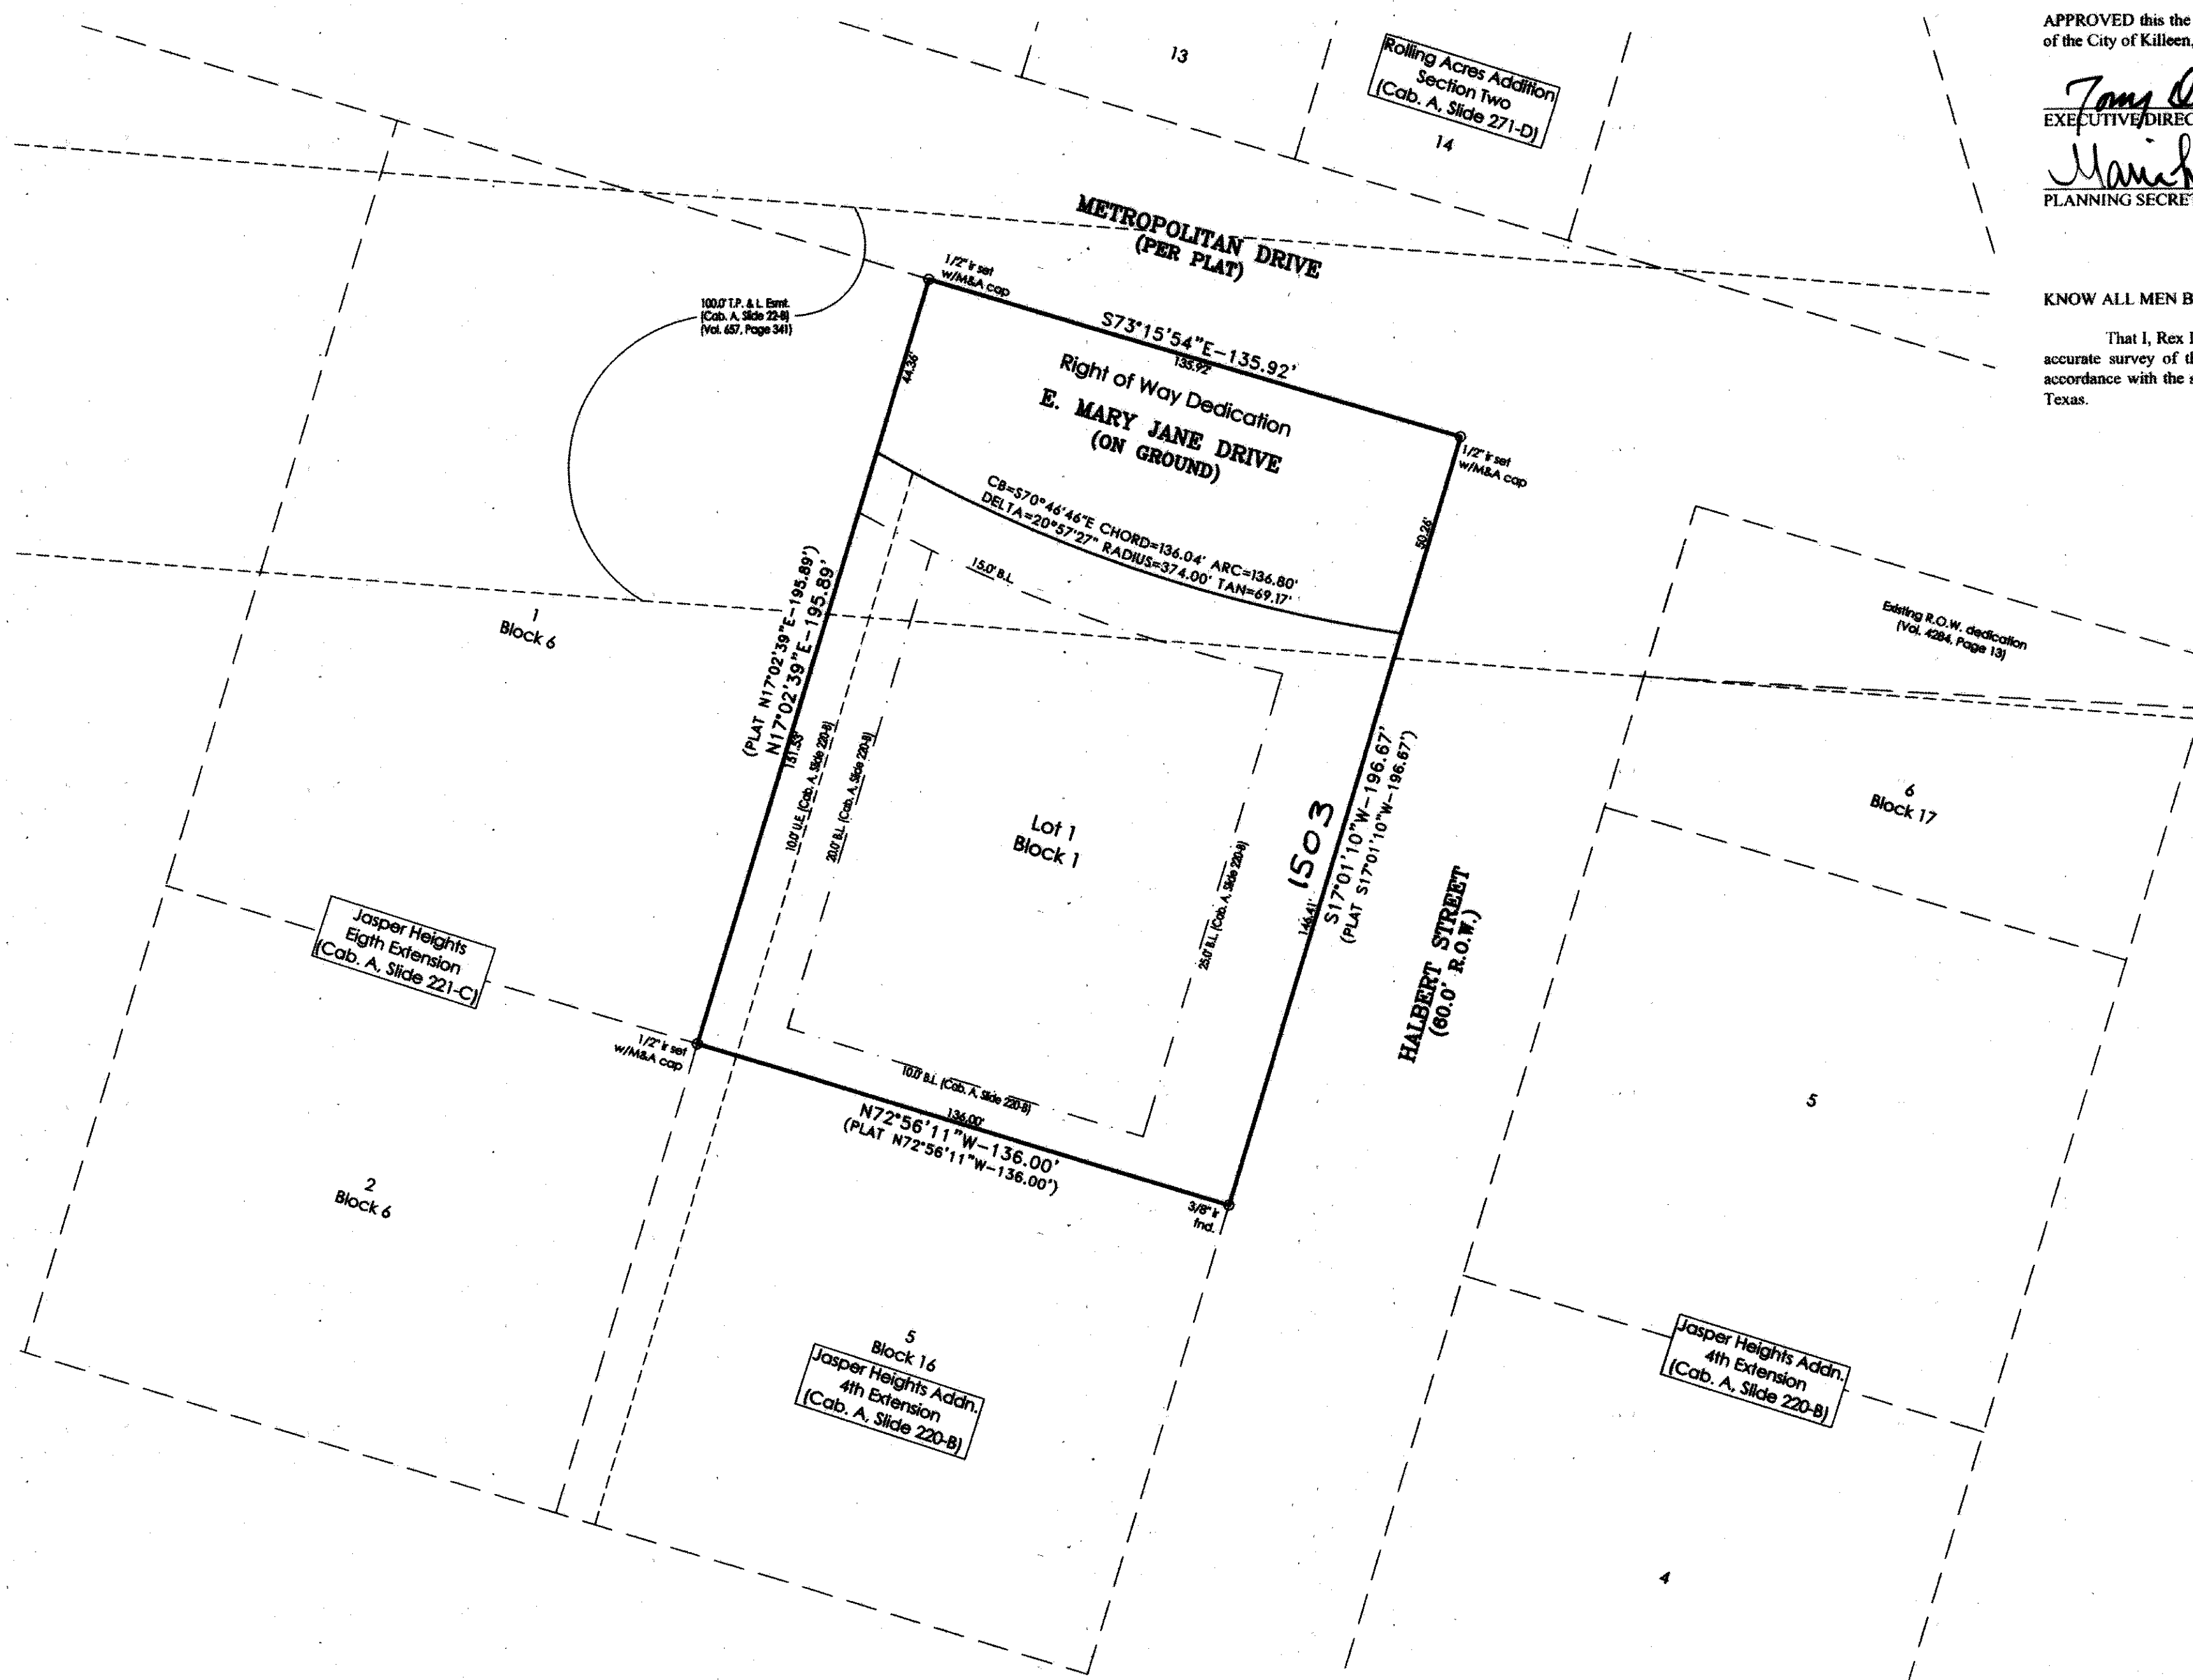 APPROVED this the
of the City of Killeen,
EXECUTIVE DIREC
PLANNING SECRE
KNOW ALL MEN B
That I, Rex
accurate survey of th
accordance with the s
Texas.
13
Rolling Acres Addition
Section Two
(Cab. A, Slide 271-D)
14
METROPOLITAN DRIVE
(PER PLAT)
1/2" ir set
w/M&A cap
100.0' T.P. & L. Esmt.
(Cab. A, Slide 22-B)
(Vol. 657, Page 341)
S73°15'54"E-135.92'
135.92'
44.36'
Right of Way Dedication
E. MARY JANE DRIVE
(ON GROUND)
1/2" ir set
w/M&A cap
50.26'
CB=S70°46'46"E CHORD=136.04' ARC=136.80'
DELTA=20°57'27" RADIUS=374.00' TAN=69.17'
15.0' B.L.
1
Block 6
(PLAT N17°02'39"E-195.89')
N17°02'39"E-195.89'
151.53'
10.0' U.E. (Cab. A, Slide 220-B)
20.0' B.L. (Cab. A, Slide 220-B)
Lot 1
Block 1
25.0' B.L. (Cab. A, Slide 220-B)
1503
146.41'
S17°01'10"W-196.67'
(PLAT S17°01'10"W-196.67')
Existing R.O.W. dedication
(Vol. 4284, Page 13)
6
Block 17
HALBERT STREET
(60.0' R.O.W.)
Jasper Heights
Eigth Extension
(Cab. A, Slide 221-C)
1/2" ir set
w/M&A cap
10.0' B.L. (Cab. A, Slide 220-B)
136.00'
N72°56'11"W-136.00'
(PLAT N72°56'11"W-136.00')
3/8" ir
fnd.
5
2
Block 6
5
Block 16
Jasper Heights Addn.
4th Extension
(Cab. A, Slide 220-B)
Jasper Heights Addn.
4th Extension
(Cab. A, Slide 220-B)
4